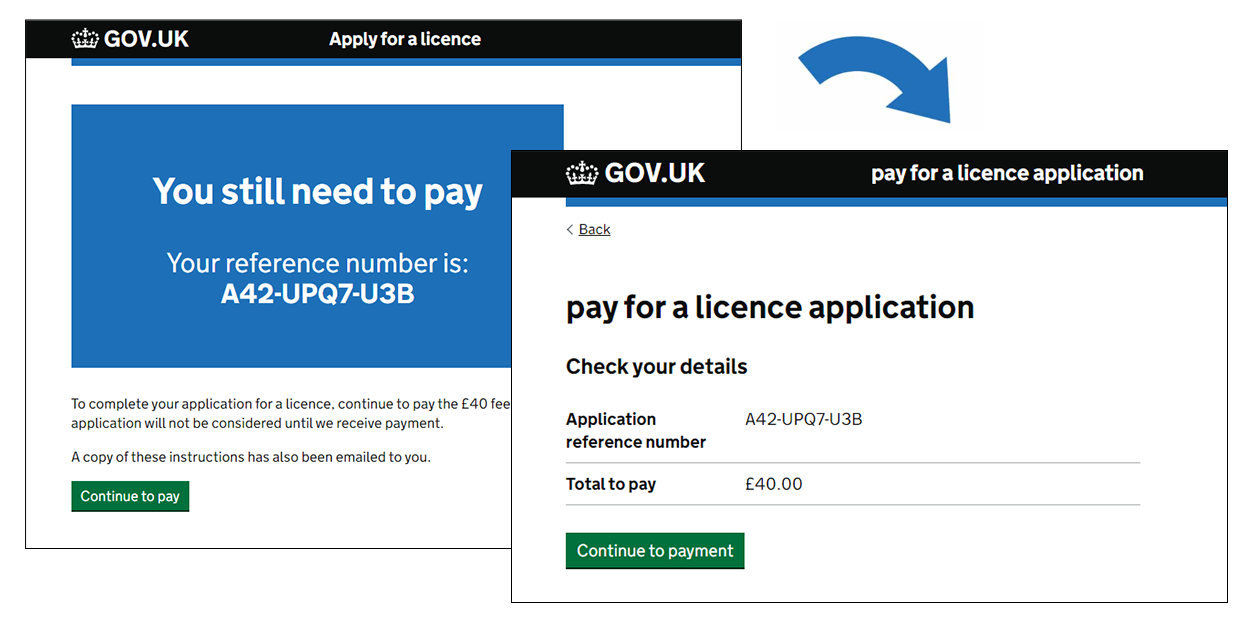 GOV.UK
Apply for a licence
You still need to pay
Your reference number is:
A42-UPQ7-U3B
To complete your application for a licence, continue to pay the £40 fee
application will not be considered until we receive payment.
A copy of these instructions has also been emailed to you.
Continue to pay
GOV.UK
pay for a licence application
Back
pay for a licence application
Check your details
Application
reference number
A42-UPQ7-U3B
Total to pay
£40.00
Continue to payment